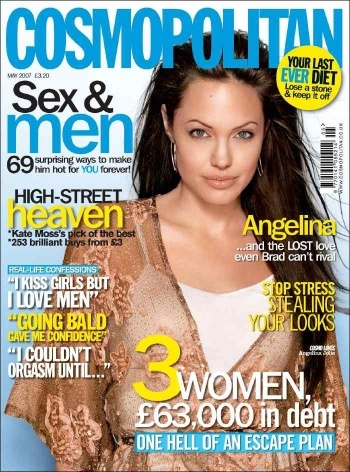 COSMOPOLITAN
MAY 2007 £3.20
YOUR LAST
EVER DIET
Lose a stone
& keep it off
Sex &
men
69 surprising ways to make
him hot for YOU forever!
WWW.COSMOPOLITAN.CO.UK
HIGH-STREET
heaven
*Kate Moss's pick of the best
*253 brilliant buys from £3
Angelina
...and the LOST love
even Brad can't rival
REAL-LIFE CONFESSIONS
"I KISS GIRLS BUT
I LOVE MEN"
"GOING BALD
GAVE ME CONFIDENCE"
"I COULDN'T
ORGASM UNTIL..."
STOP STRESS
STEALING
YOUR LOOKS
COSMO LOVES
Angelina Jolie
3 WOMEN,
£63,000 in debt
ONE HELL OF AN ESCAPE PLAN